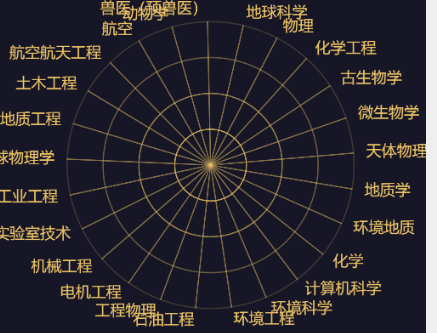 兽医（预兽医）
动物学
地球科学
航空
物理
航空航天工程
化学工程
土木工程
古生物学
地质工程
微生物学
球物理学
天体物理
工业工程
地质学
实验室技术
环境地质
机械工程
化学
电机工程
计算机科学
工程物理
环境科学
石油工程
环境工程